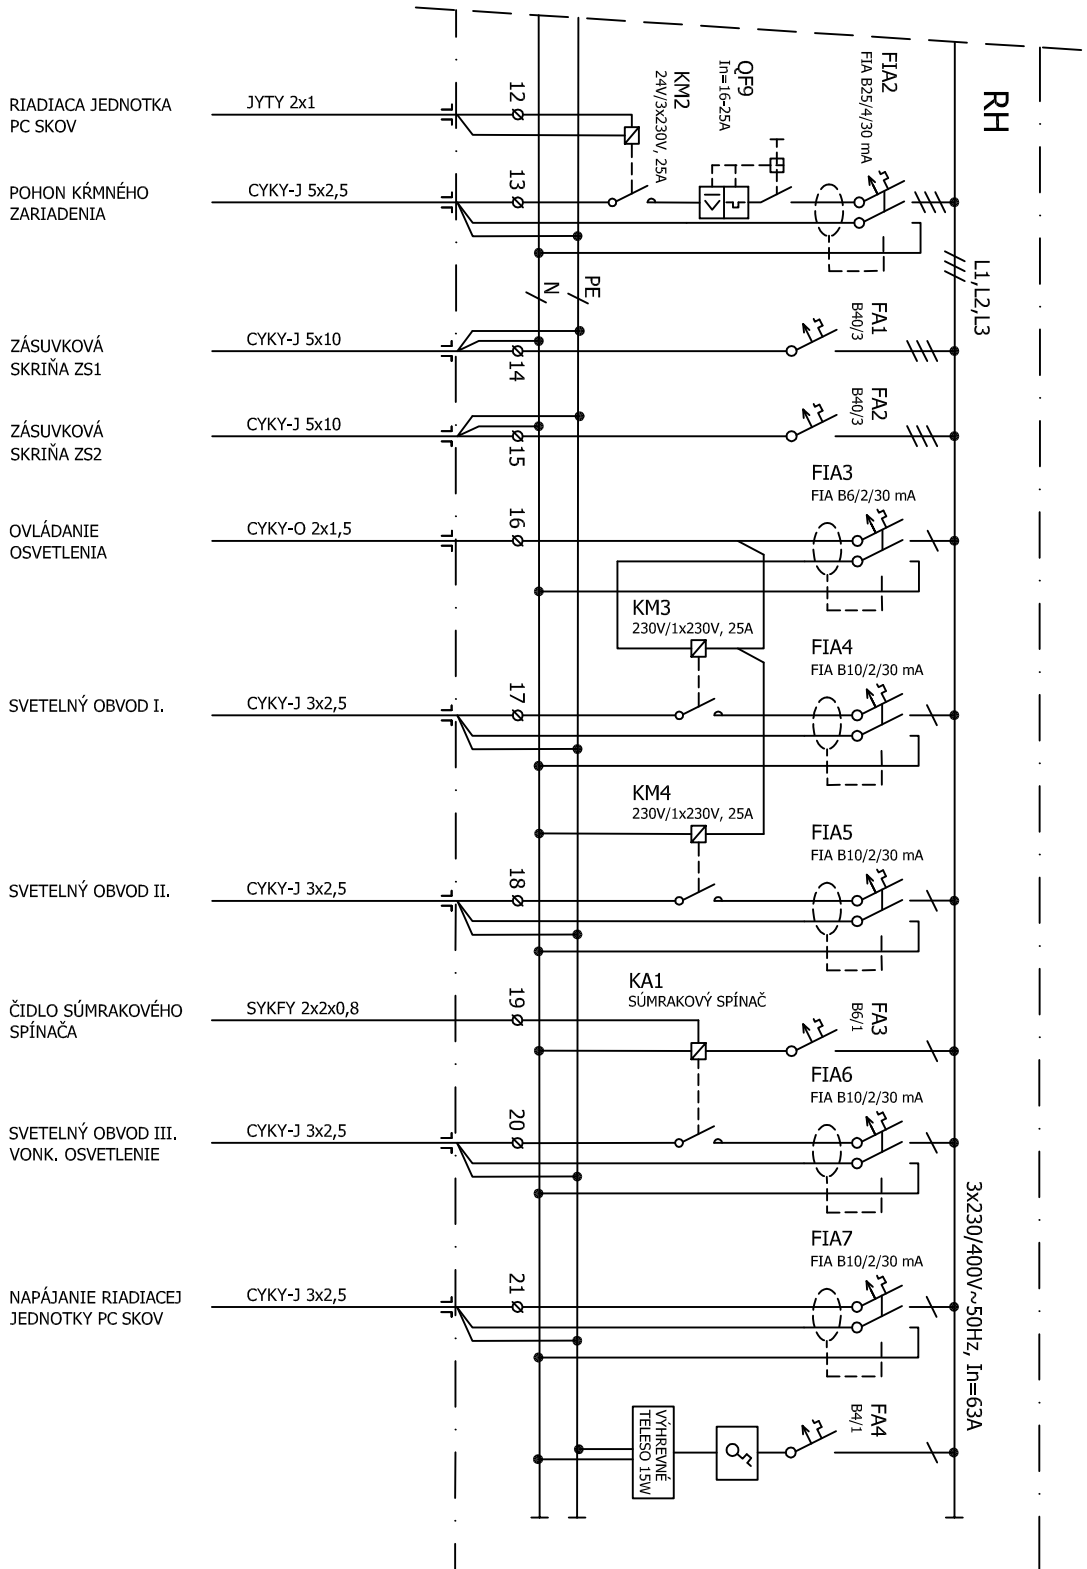 RH
FIA2
FIA B25/4/30 mA
QF9
In=16-25A
KM2
24V/3x230V, 25A
12
RIADIACA JEDNOTKA
PC SKOV
JYTY 2x1
13
POHON KŔMNÉHO
ZARIADENIA
CYKY-J 5x2,5
L1,L2,L3
N
PE
ZÁSUVKOVÁ
SKRIŇA ZS1
CYKY-J 5x10
14
FA1
B40/3
ZÁSUVKOVÁ
SKRIŇA ZS2
CYKY-J 5x10
15
FA2
B40/3
FIA3
FIA B6/2/30 mA
OVLÁDANIE
OSVETLENIA
CYKY-O 2x1,5
16
KM3
230V/1x230V, 25A
FIA4
FIA B10/2/30 mA
SVETELNÝ OBVOD I.
CYKY-J 3x2,5
17
KM4
230V/1x230V, 25A
FIA5
FIA B10/2/30 mA
SVETELNÝ OBVOD II.
CYKY-J 3x2,5
18
KA1
SÚMRAKOVÝ SPÍNAČ
ČIDLO SÚMRAKOVÉHO
SPÍNAČA
SYKFY 2x2x0,8
19
FA3
B6/1
FIA6
FIA B10/2/30 mA
SVETELNÝ OBVOD III.
VONK. OSVETLENIE
CYKY-J 3x2,5
20
3x230/400V~50Hz, In=63A
FIA7
FIA B10/2/30 mA
NAPÁJANIE RIADIACEJ
JEDNOTKY PC SKOV
CYKY-J 3x2,5
21
VÝHREVNÉ
TELESO 15W
FA4
B4/1